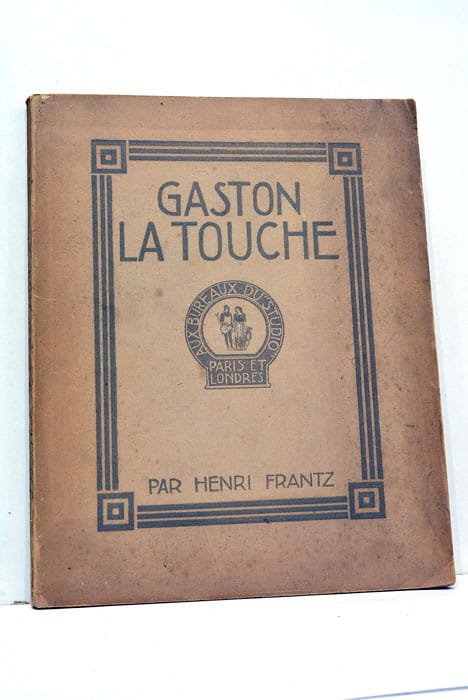 GASTON
LA TOUCHE
AUX BUREAUX DU "STUDIO"
PARIS ET
LONDRES
PAR HENRI FRANTZ